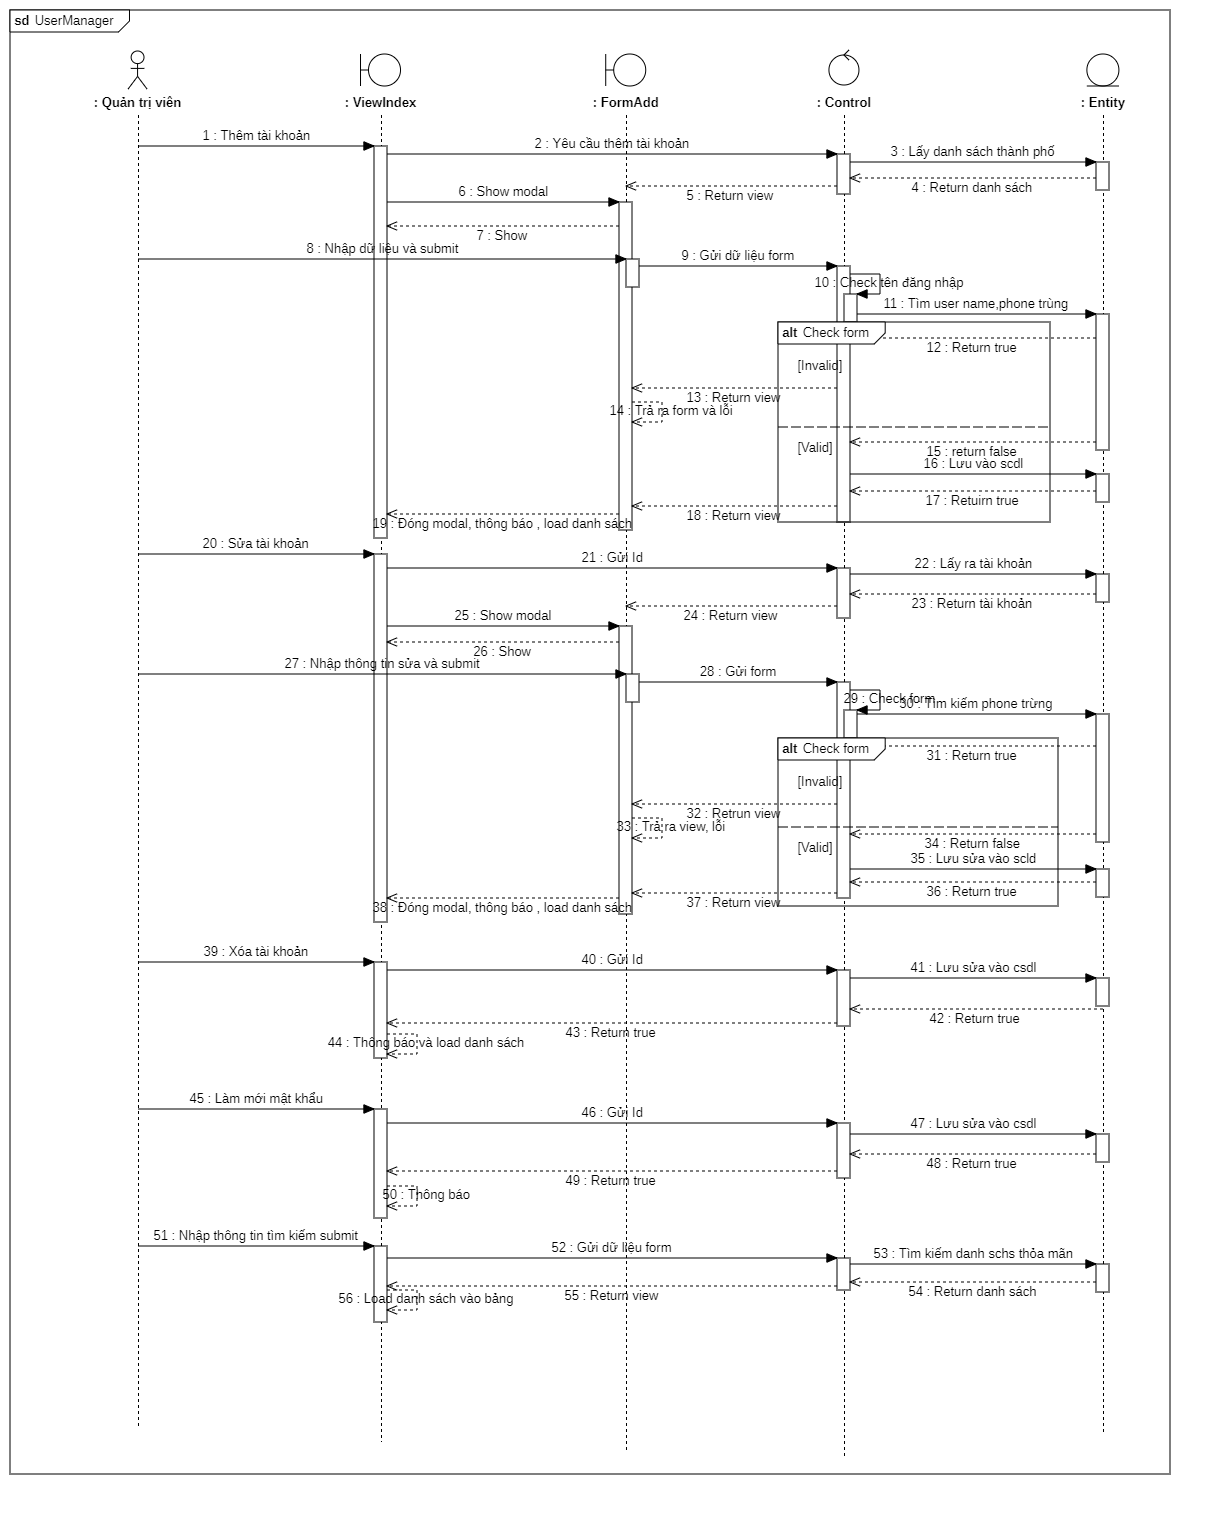 sd UserManager
: Quản trị viên
: ViewIndex
: FormAdd
: Control
: Entity
1 : Thêm tài khoản
2 : Yêu cầu thêm tài khoản
3 : Lấy danh sách thành phố
4 : Return danh sách
5 : Return view
6 : Show modal
7 : Show
8 : Nhập dữ liệu và submit
9 : Gửi dữ liệu form
10 : Check tên đăng nhập
11 : Tìm user name,phone trùng
alt Check form
12 : Return true
[Invalid]
13 : Return view
14 : Trả ra form và lỗi
[Valid]
15 : return false
16 : Lưu vào scdl
17 : Retuirn true
18 : Return view
19 : Đóng modal, thông báo , load danh sách
20 : Sửa tài khoản
21 : Gửi Id
22 : Lấy ra tài khoản
23 : Return tài khoản
24 : Return view
25 : Show modal
26 : Show
27 : Nhập thông tin sửa và submit
28 : Gửi form
29 : Check form
30 : Tìm kiếm phone trừng
alt Check form
31 : Return true
[Invalid]
32 : Retrun view
33 : Trả ra view, lỗi
[Valid]
34 : Return false
35 : Lưu sửa vào scld
36 : Return true
37 : Return view
38 : Đóng modal, thông báo , load danh sách
39 : Xóa tài khoản
40 : Gửi Id
41 : Lưu sửa vào csdl
42 : Return true
43 : Return true
44 : Thông báo và load danh sách
45 : Làm mới mật khẩu
46 : Gửi Id
47 : Lưu sửa vào csdl
48 : Return true
49 : Return true
50 : Thông báo
51 : Nhập thông tin tìm kiếm submit
52 : Gửi dữ liệu form
53 : Tìm kiếm danh schs thỏa mãn
54 : Return danh sách
55 : Return view
56 : Load danh sách vào bảng